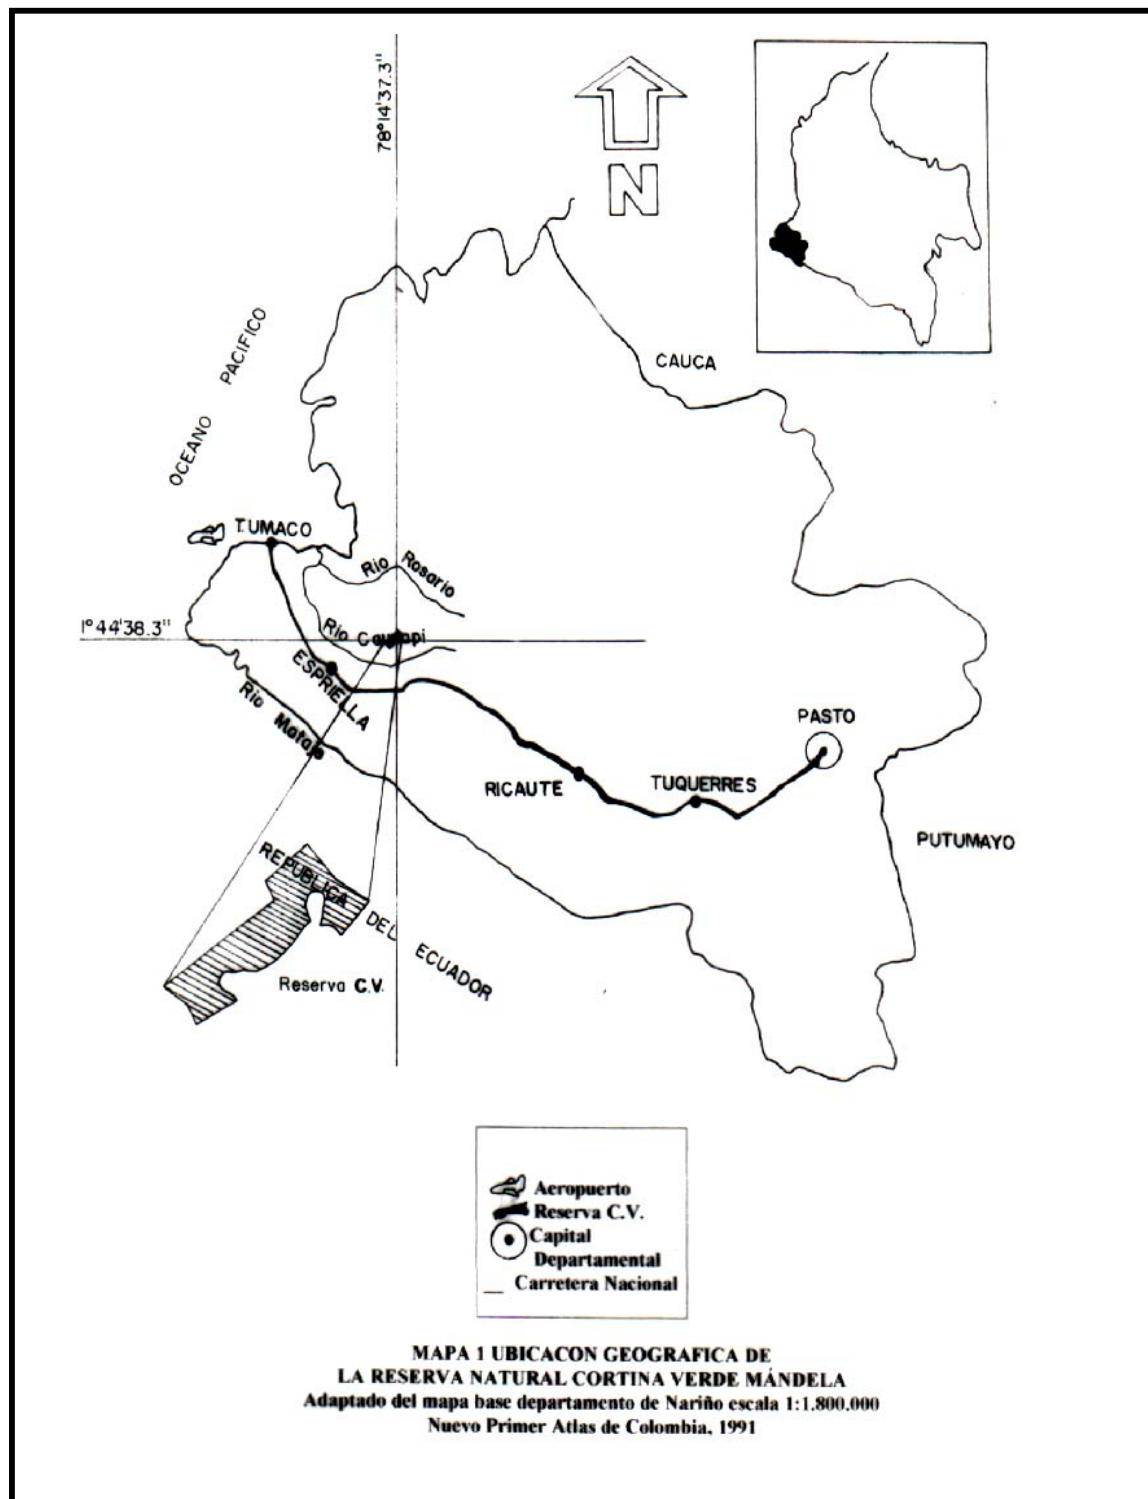 78°14'37.3"
N
CAUCA
OCEANO PACIFICO
TUMACO
Rio Rosario
1°44'38.3"
Rio Caunapi
ESPRIELLA
Rio Mataje
PASTO
RICAUTE
TUQUERRES
PUTUMAYO
REPUBLICA DEL ECUADOR
Reserva C.V.
Aeropuerto
Reserva C.V.
Capital
Departamental
Carretera Nacional
MAPA 1 UBICACON GEOGRAFICA DE
LA RESERVA NATURAL CORTINA VERDE MÁNDELA
Adaptado del mapa base departamento de Nariño escala 1:1.800.000
Nuevo Primer Atlas de Colombia, 1991